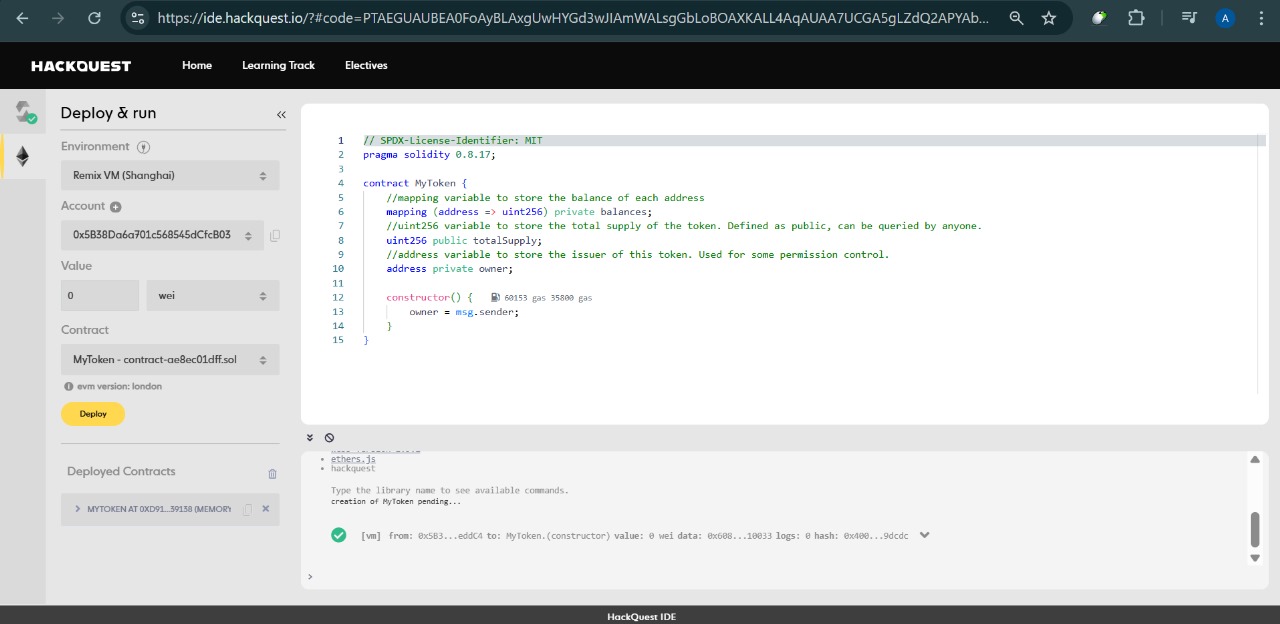 https://ide.hackquest.io/?#code=PTAEGUAUBEA0FoAyBLAxgUwHYGd3wJIAmWALsgGbLoBOAXKALL4AqAUAA7UCGA5gLZdQ2APYAb...
A
HACKQUEST
Home
Learning Track
Electives
Deploy & run
Environment
Remix VM (Shanghai)
Account
0x5B38Da6a701c568545dCfcB03
Value
0
wei
Contract
MyToken - contract-ae8ec01dff.sol
evm version: london
Deploy
Deployed Contracts
MYTOKEN AT 0XD91...39138 (MEMORY
1 // SPDX-License-Identifier: MIT
2 pragma solidity 0.8.17;
3
4 contract MyToken {
5 //mapping variable to store the balance of each address
6 mapping (address => uint256) private balances;
7 //uint256 variable to store the total supply of the token. Defined as public, can be queried by anyone.
8 uint256 public totalSupply;
9 //address variable to store the issuer of this token. Used for some permission control.
10 address private owner;
11
12 constructor() { 60153 gas 35800 gas
13 owner = msg.sender;
14 }
15 }
ethers.js
hackquest
Type the library name to see available commands.
creation of MyToken pending...
[vm] from: 0x5B3...eddC4 to: MyToken.(constructor) value: 0 wei data: 0x608...10033 logs: 0 hash: 0x400...9dcdc
>
HackQuest IDE